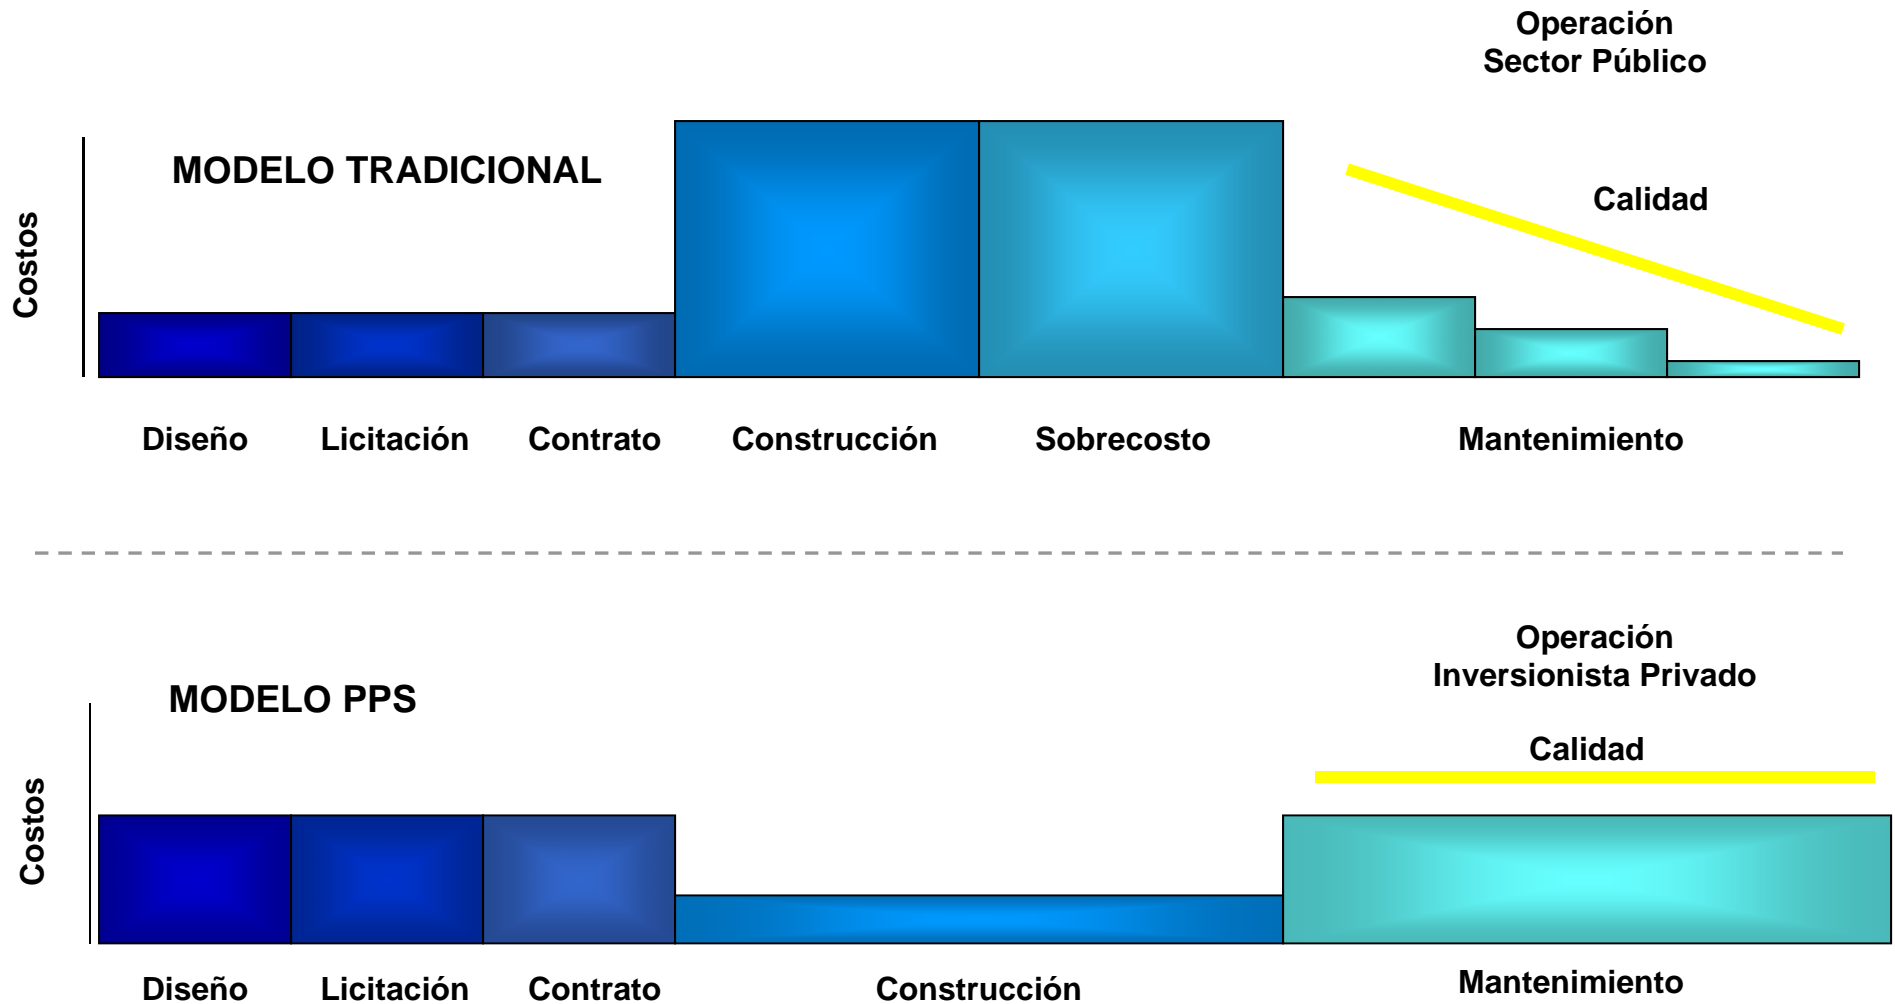 Operación
Sector Público
MODELO TRADICIONAL
Calidad
Costos
Diseño
Licitación
Contrato
Construcción
Sobrecosto
Mantenimiento
Operación
Inversionista Privado
MODELO PPS
Calidad
Costos
Diseño
Licitación
Contrato
Construcción
Mantenimiento